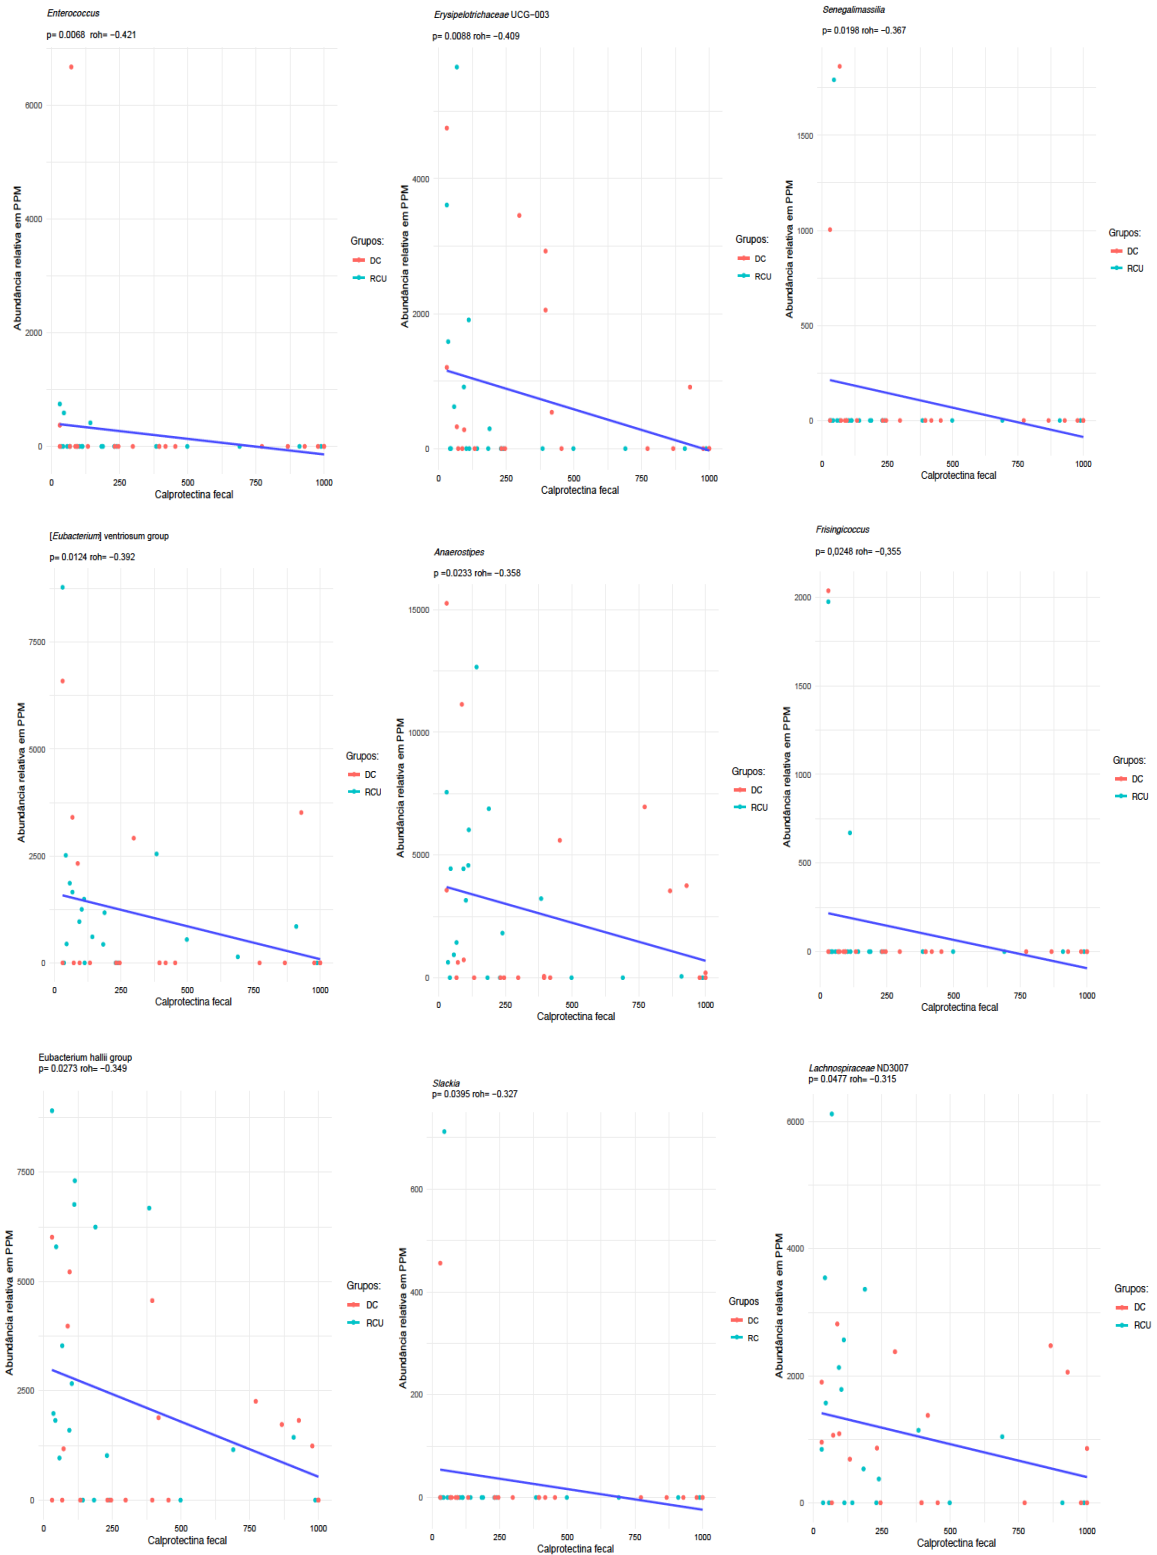 Enterococcus
p= 0.0068 roh= −0.421
6000
4000
2000
0
Abundância relativa em PPM
0 250 500 750 1000
Calprotectina fecal
Grupos:
DC
RCU
Erysipelotrichaceae UCG−003
p= 0.0088 roh= −0.409
4000
2000
0
Abundância relativa em PPM
0 250 500 750 1000
Calprotectina fecal
Grupos:
DC
RCU
Senegalimassilia
p= 0.0198 roh= −0.367
1500
1000
500
0
Abundância relativa em PPM
0 250 500 750 1000
Calprotectina fecal
Grupos:
DC
RCU
[Eubacterium] ventriosum group
p= 0.0124 roh= −0.392
7500
5000
2500
0
Abundância relativa em PPM
0 250 500 750 1000
Calprotectina fecal
Grupos:
DC
RCU
Anaerostipes
p =0.0233 roh= −0.358
15000
10000
5000
0
Abundância relativa em PPM
0 250 500 750 1000
Calprotectina fecal
Grupos:
DC
RCU
Frisingicoccus
p= 0,0248 roh= −0,355
2000
1500
1000
500
0
Abundância relativa em PPM
0 250 500 750 1000
Calprotectina fecal
Grupos:
DC
RCU
Eubacterium hallii group
p= 0.0273 roh= −0.349
7500
5000
2500
0
Abundância relativa em PPM
0 250 500 750 1000
Calprotectina fecal
Grupos:
DC
RCU
Slackia
p= 0.0395 roh= −0.327
600
400
200
0
Abundância relativa em PPM
0 250 500 750 1000
Calprotectina fecal
Grupos
DC
RC
Lachnospiraceae ND3007
p= 0.0477 roh= −0.315
6000
4000
2000
0
Abundância relativa em PPM
0 250 500 750 1000
Calprotectina fecal
Grupos:
DC
RCU